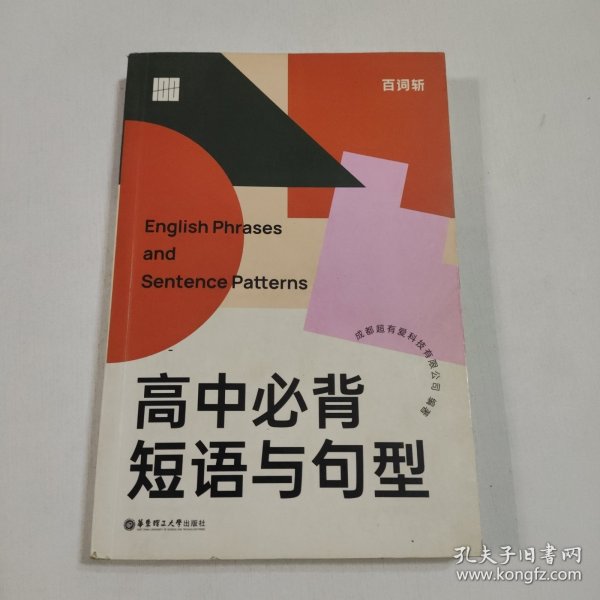 100
百词斩
English Phrases
and
Sentence Patterns
成都超有爱科技有限公司 编著
高中必背
短语与句型
华东理工大学出版社
孔夫子旧书网
www.kongfz.com